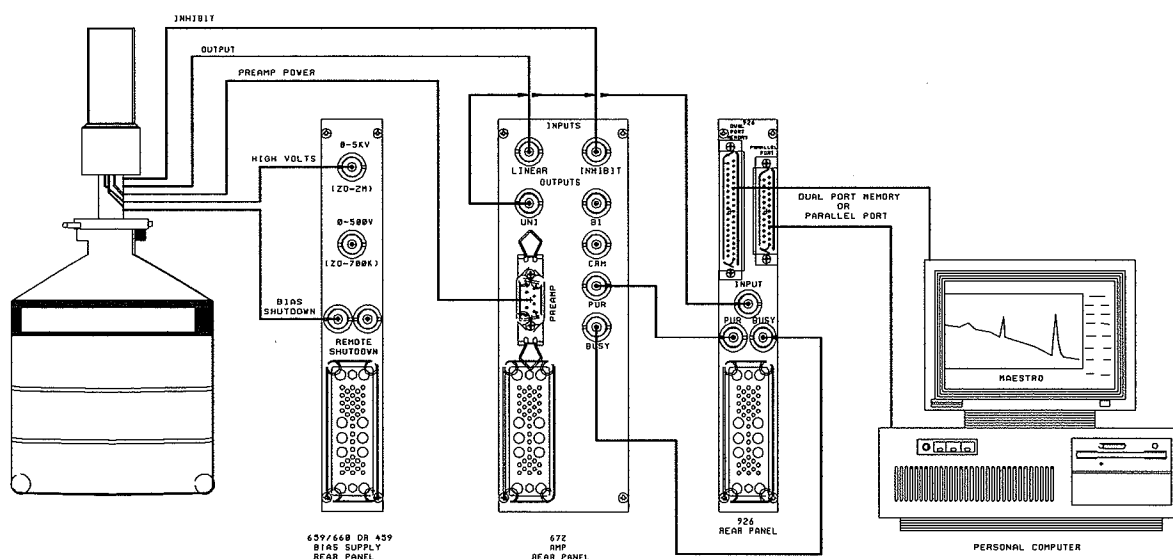 INHIBIT
OUTPUT
PREAMP POWER
HIGH VOLTS
BIAS
SHUTDOWN
0-5KV
(ZO-2M)
0-500V
(ZO-700K)
REMOTE
SHUTDOWN
659/660 OR 459
BIAS SUPPLY
REAR PANEL
INPUTS
LINEAR
INHIBIT
OUTPUTS
UNI
BI
CRM
PREAMP
PUR
BUSY
672
AMP
REAR PANEL
926
DUAL
PORT
MEMORY
PARALLEL
PORT
INPUT
PUR
BUSY
926
REAR PANEL
DUAL PORT MEMORY
OR
PARALLEL PORT
MAESTRO
PERSONAL COMPUTER